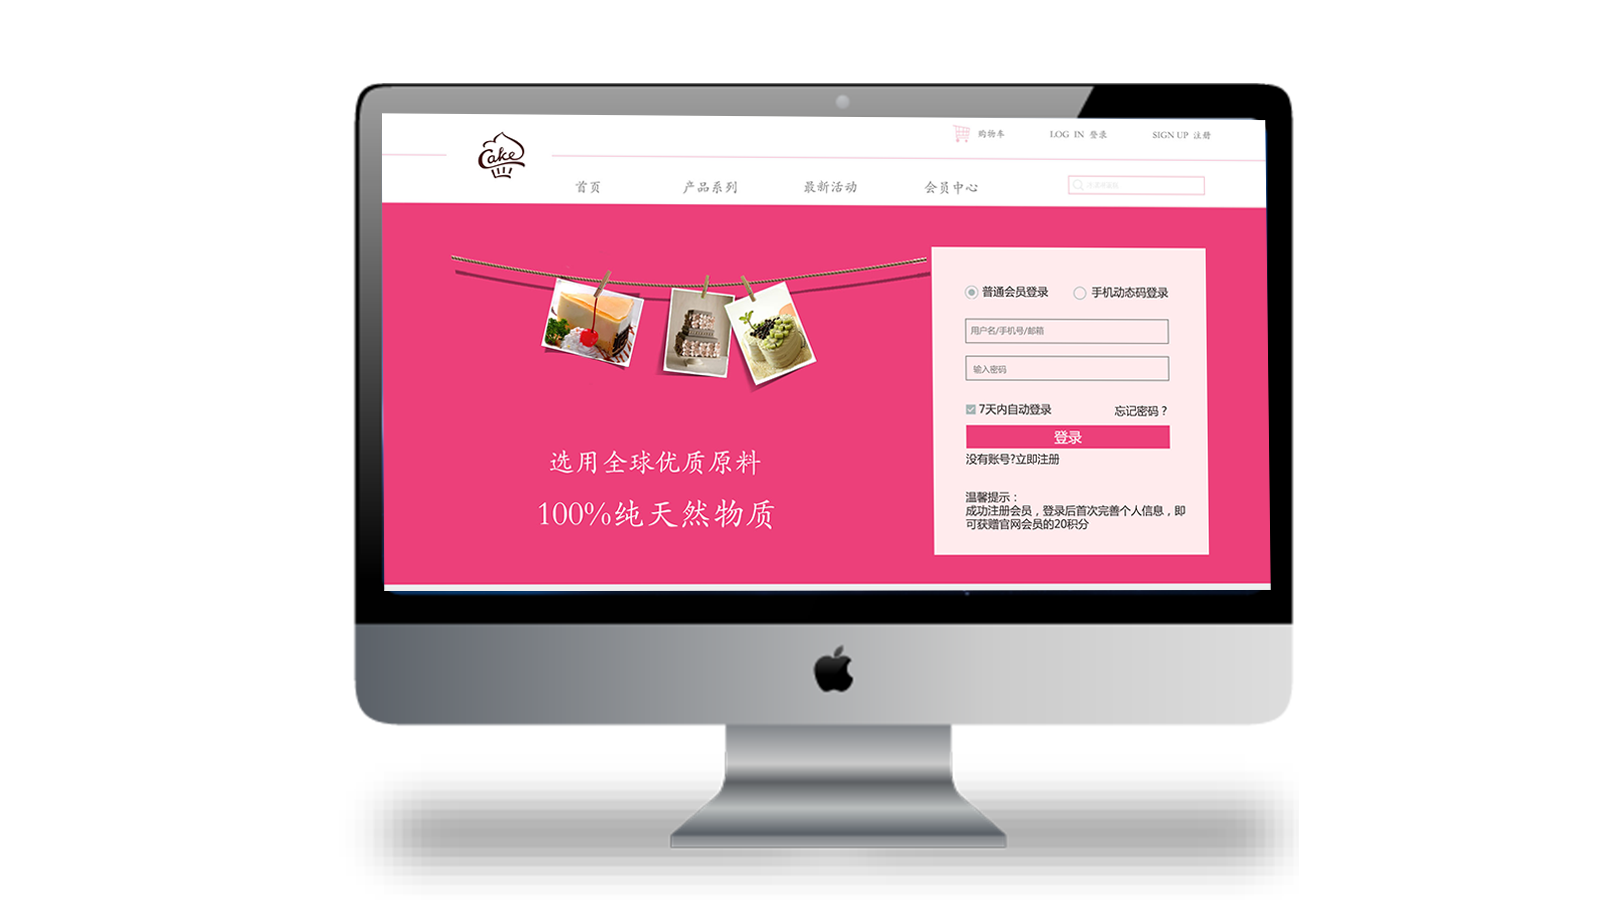 Cake
购物车
LOG IN 登录
SIGN UP 注册
首页
产品系列
最新活动
会员中心
普通会员登录
手机动态码登录
用户名/手机号/邮箱
输入密码
7天内自动登录
忘记密码？
登录
没有账号?立即注册
温馨提示：
成功注册会员，登录后首次完善个人信息，即
可获赠官网会员的20积分
选用全球优质原料
100%纯天然物质